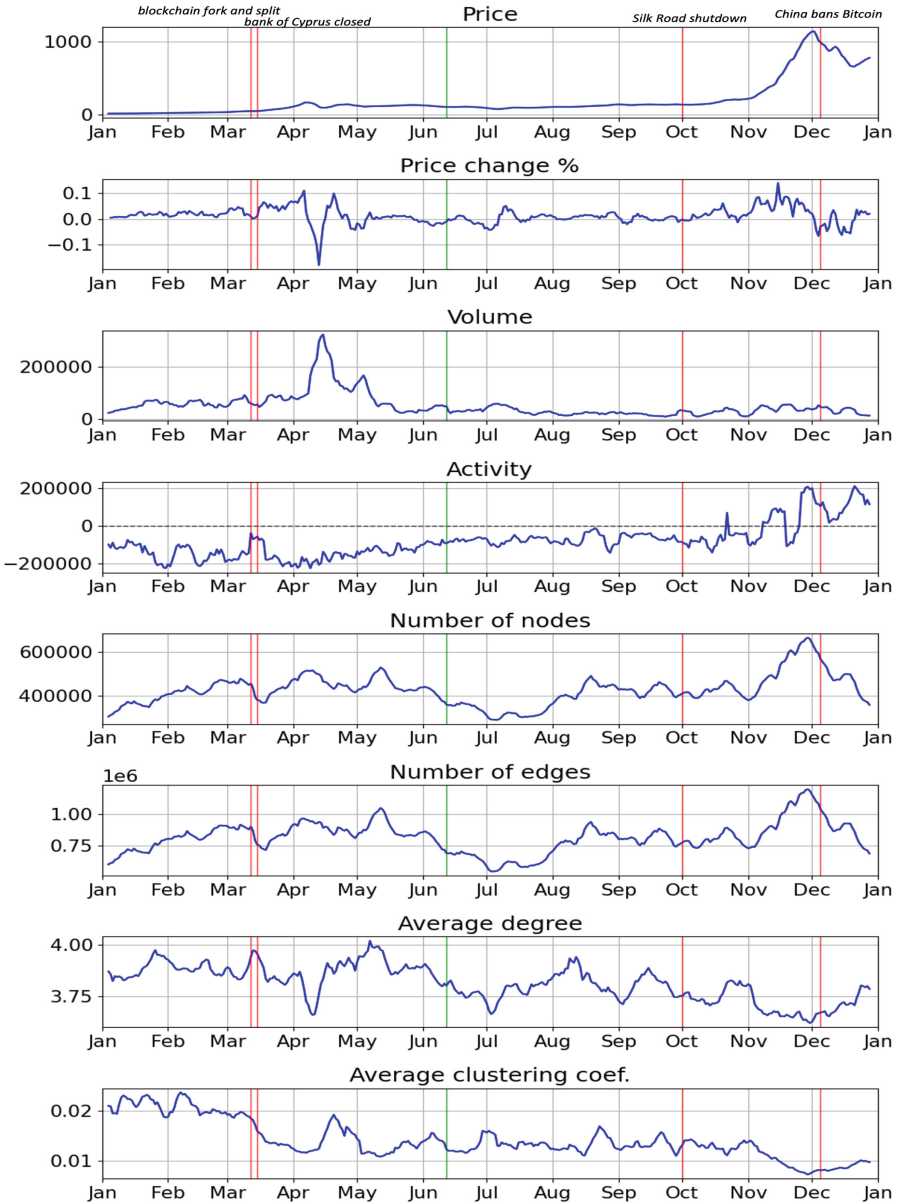 blockchain fork and split
bank of Cyprus closed
Price
Silk Road shutdown
China bans Bitcoin
1000
0
Jan Feb Mar Apr May Jun Jul Aug Sep Oct Nov Dec Jan
Price change %
0.1
0.0
−0.1
Jan Feb Mar Apr May Jun Jul Aug Sep Oct Nov Dec Jan
Volume
200000
0
Jan Feb Mar Apr May Jun Jul Aug Sep Oct Nov Dec Jan
Activity
200000
0
−200000
Jan Feb Mar Apr May Jun Jul Aug Sep Oct Nov Dec Jan
Number of nodes
600000
400000
Jan Feb Mar Apr May Jun Jul Aug Sep Oct Nov Dec Jan
1e6
Number of edges
1.00
0.75
Jan Feb Mar Apr May Jun Jul Aug Sep Oct Nov Dec Jan
Average degree
4.00
3.75
Jan Feb Mar Apr May Jun Jul Aug Sep Oct Nov Dec Jan
Average clustering coef.
0.02
0.01
Jan Feb Mar Apr May Jun Jul Aug Sep Oct Nov Dec Jan